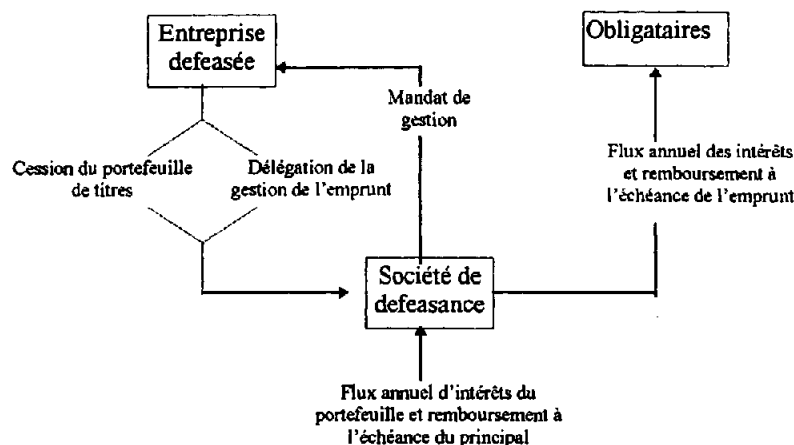 Entreprise
defeasée
Obligataires
Mandat de
gestion
Cession du portefeuille
de titres
Délégation de la
gestion de l'emprunt
Flux annuel des intérêts
et remboursement à
l'échéance de l'emprunt
Société de
defeasance
Flux annuel d'intérêts du
portefeuille et remboursement à
l'échéance du principal